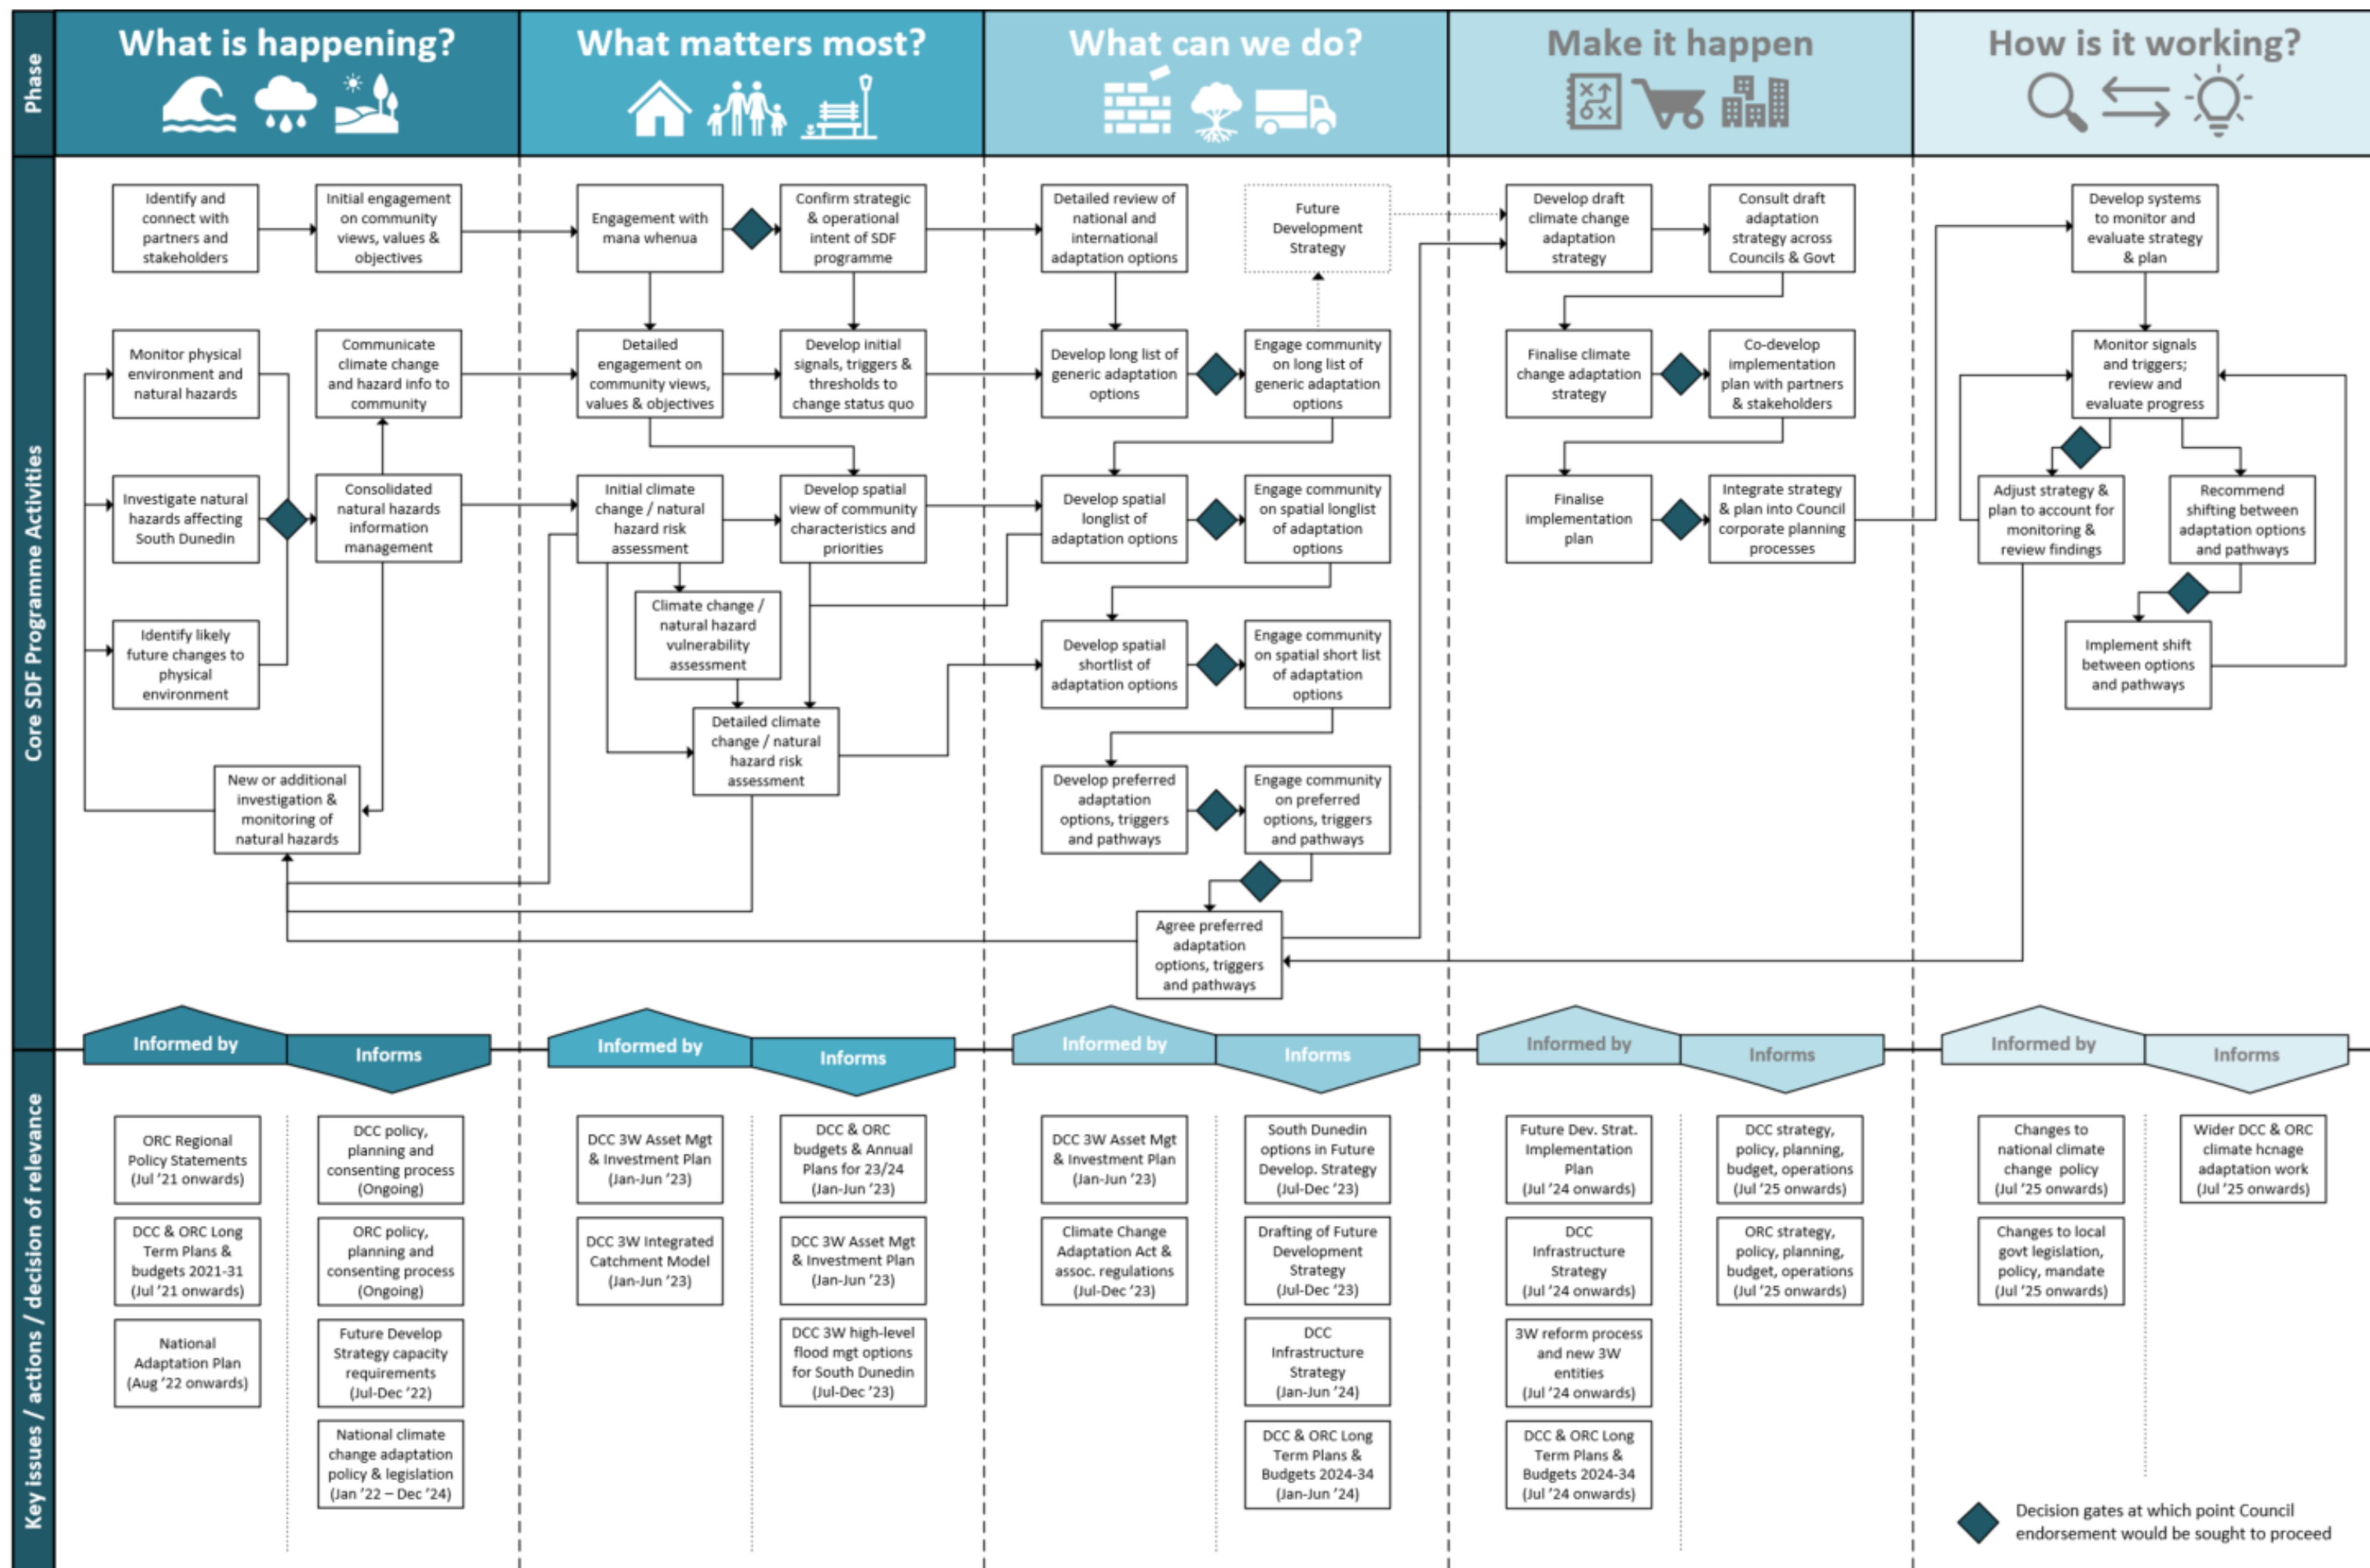 Phase
What is happening?
What matters most?
What can we do?
Make it happen
How is it working?
Core SDF Programme Activities
Identify and
connect with
partners and
stakeholders
Initial engagement
on community
views, values &
objectives
Monitor physical
environment and
natural hazards
Communicate
climate change
and hazard info to
community
Investigate natural
hazards affecting
South Dunedin
Consolidated
natural hazards
information
management
Identify likely
future changes to
physical
environment
New or additional
investigation &
monitoring of
natural hazards
Engagement with
mana whenua
Confirm strategic
& operational
intent of SDF
programme
Detailed
engagement on
community views,
values & objectives
Develop initial
signals, triggers &
thresholds to
change status quo
Initial climate
change / natural
hazard risk
assessment
Develop spatial
view of community
characteristics and
priorities
Climate change /
natural hazard
vulnerability
assessment
Detailed climate
change / natural
hazard risk
assessment
Detailed review of
national and
international
adaptation options
Future
Development
Strategy
Develop long list of
generic adaptation
options
Engage community
on long list of
generic adaptation
options
Develop spatial
longlist of
adaptation options
Engage community
on spatial longlist
of adaptation
options
Develop spatial
shortlist of
adaptation options
Engage community
on spatial short list
of adaptation
options
Develop preferred
adaptation
options, triggers
and pathways
Engage community
on preferred
options, triggers
and pathways
Agree preferred
adaptation
options, triggers
and pathways
Develop draft
climate change
adaptation
strategy
Consult draft
adaptation
strategy across
Councils & Govt
Finalise climate
change adaptation
strategy
Co-develop
implementation
plan with partners
& stakeholders
Finalise
implementation
plan
Integrate strategy
& plan into Council
corporate planning
processes
Develop systems
to monitor and
evaluate strategy
& plan
Monitor signals
and triggers;
review and
evaluate progress
Adjust strategy &
plan to account for
monitoring &
review findings
Recommend
shifting between
adaptation options
and pathways
Implement shift
between options
and pathways
Key issues / actions / decision of relevance
Informed by
Informs
Informed by
Informs
Informed by
Informs
Informed by
Informs
Informed by
Informs
ORC Regional
Policy Statements
(Jul '21 onwards)
DCC & ORC Long
Term Plans &
budgets 2021-31
(Jul '21 onwards)
National
Adaptation Plan
(Aug '22 onwards)
DCC policy,
planning and
consenting process
(Ongoing)
ORC policy,
planning and
consenting process
(Ongoing)
Future Develop
Strategy capacity
requirements
(Jul-Dec '22)
National climate
change adaptation
policy & legislation
(Jan '22 – Dec '24)
DCC 3W Asset Mgt
& Investment Plan
(Jan-Jun '23)
DCC 3W Integrated
Catchment Model
(Jan-Jun '23)
DCC & ORC
budgets & Annual
Plans for 23/24
(Jan-Jun '23)
DCC 3W Asset Mgt
& Investment Plan
(Jan-Jun '23)
DCC 3W high-level
flood mgt options
for South Dunedin
(Jul-Dec '23)
DCC 3W Asset Mgt
& Investment Plan
(Jan-Jun '23)
Climate Change
Adaptation Act &
assoc. regulations
(Jul-Dec '23)
South Dunedin
options in Future
Develop. Strategy
(Jul-Dec '23)
Drafting of Future
Development
Strategy
(Jul-Dec '23)
DCC
Infrastructure
Strategy
(Jan-Jun '24)
DCC & ORC Long
Term Plans &
Budgets 2024-34
(Jan-Jun '24)
Future Dev. Strat.
Implementation
Plan
(Jul '24 onwards)
DCC
Infrastructure
Strategy
(Jul '24 onwards)
3W reform process
and new 3W
entities
(Jul '24 onwards)
DCC & ORC Long
Term Plans &
Budgets 2024-34
(Jul '24 onwards)
DCC strategy,
policy, planning,
budget, operations
(Jul '25 onwards)
ORC strategy,
policy, planning,
budget, operations
(Jul '25 onwards)
Changes to
national climate
change policy
(Jul '25 onwards)
Changes to local
govt legislation,
policy, mandate
(Jul '25 onwards)
Wider DCC & ORC
climate hcnage
adaptation work
(Jul '25 onwards)
Decision gates at which point Council
endorsement would be sought to proceed